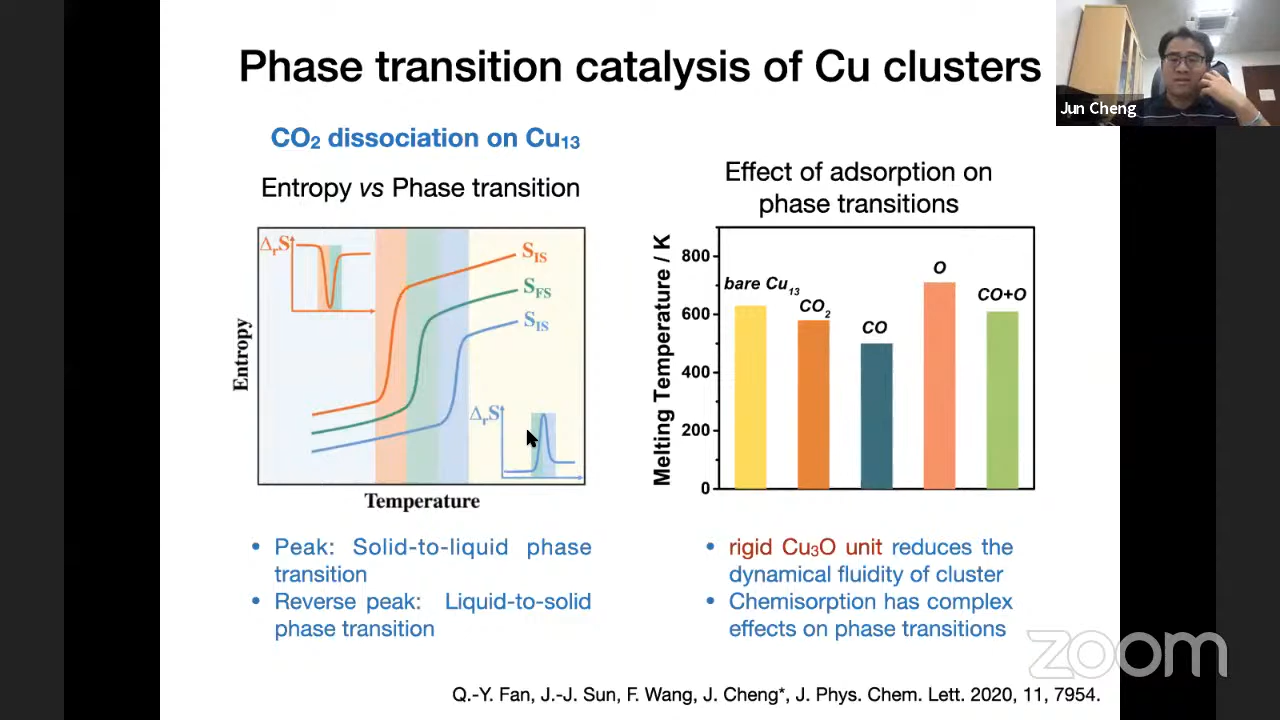 Phase transition catalysis of Cu clusters
Jun Cheng
CO₂ dissociation on Cu₁₃
Entropy vs Phase transition
ΔᵣS
S_IS
S_FS
S_IS
ΔᵣS
Entropy
Temperature
• Peak: Solid-to-liquid phase
transition
• Reverse peak: Liquid-to-solid
phase transition
Effect of adsorption on
phase transitions
Melting Temperature / K
800
600
400
200
0
bare Cu₁₃
CO₂
CO
O
CO+O
• rigid Cu₃O unit reduces the
dynamical fluidity of cluster
• Chemisorption has complex
effects on phase transitions
zoom
Q.-Y. Fan, J.-J. Sun, F. Wang, J. Cheng*, J. Phys. Chem. Lett. 2020, 11, 7954.